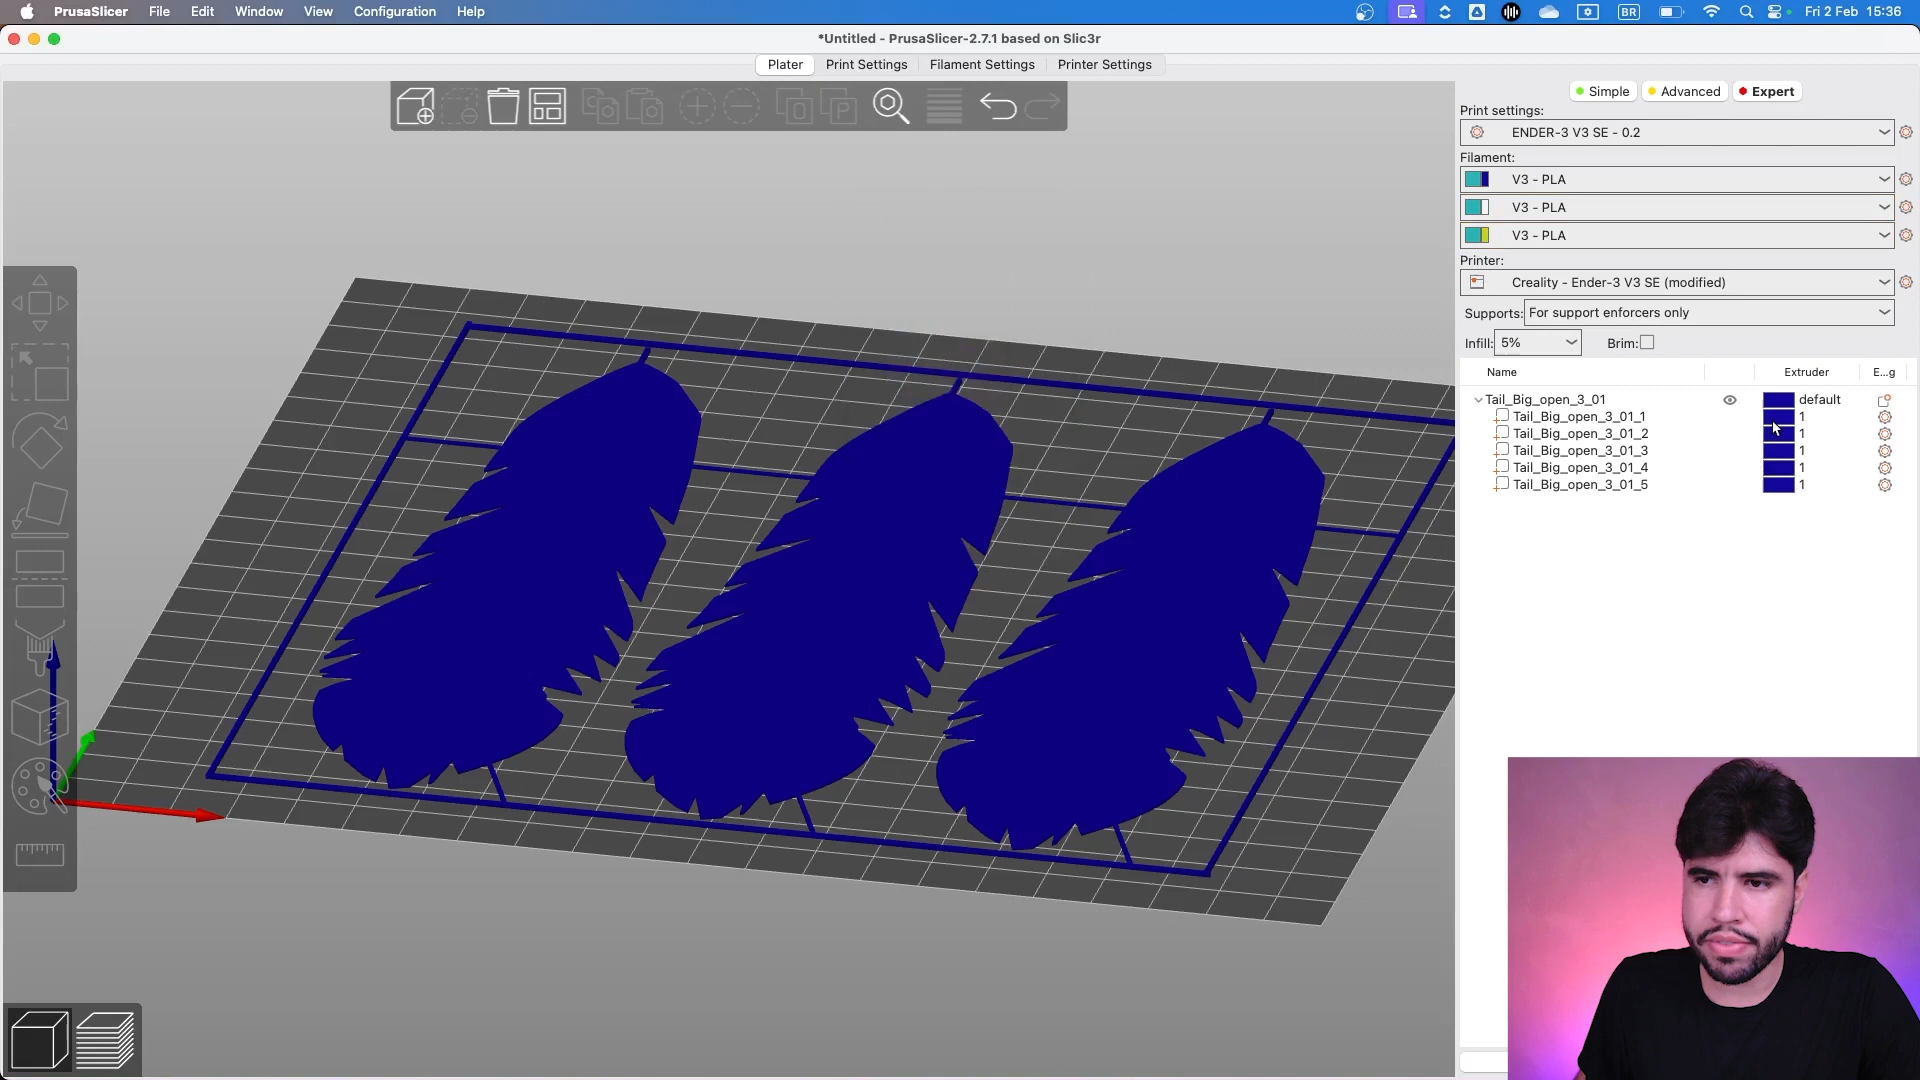 PrusaSlicer File Edit Window View Configuration Help BR Fri 2 Feb 15:36
*Untitled - PrusaSlicer-2.7.1 based on Slic3r
Plater Print Settings Filament Settings Printer Settings
Simple Advanced Expert
Print settings:
ENDER-3 V3 SE - 0.2
Filament:
V3 - PLA
V3 - PLA
V3 - PLA
Printer:
Creality - Ender-3 V3 SE (modified)
Supports: For support enforcers only
Infill: 5% Brim:
Name Extruder E...g
Tail_Big_open_3_01 default
Tail_Big_open_3_01_1 1
Tail_Big_open_3_01_2 1
Tail_Big_open_3_01_3 1
Tail_Big_open_3_01_4 1
Tail_Big_open_3_01_5 1